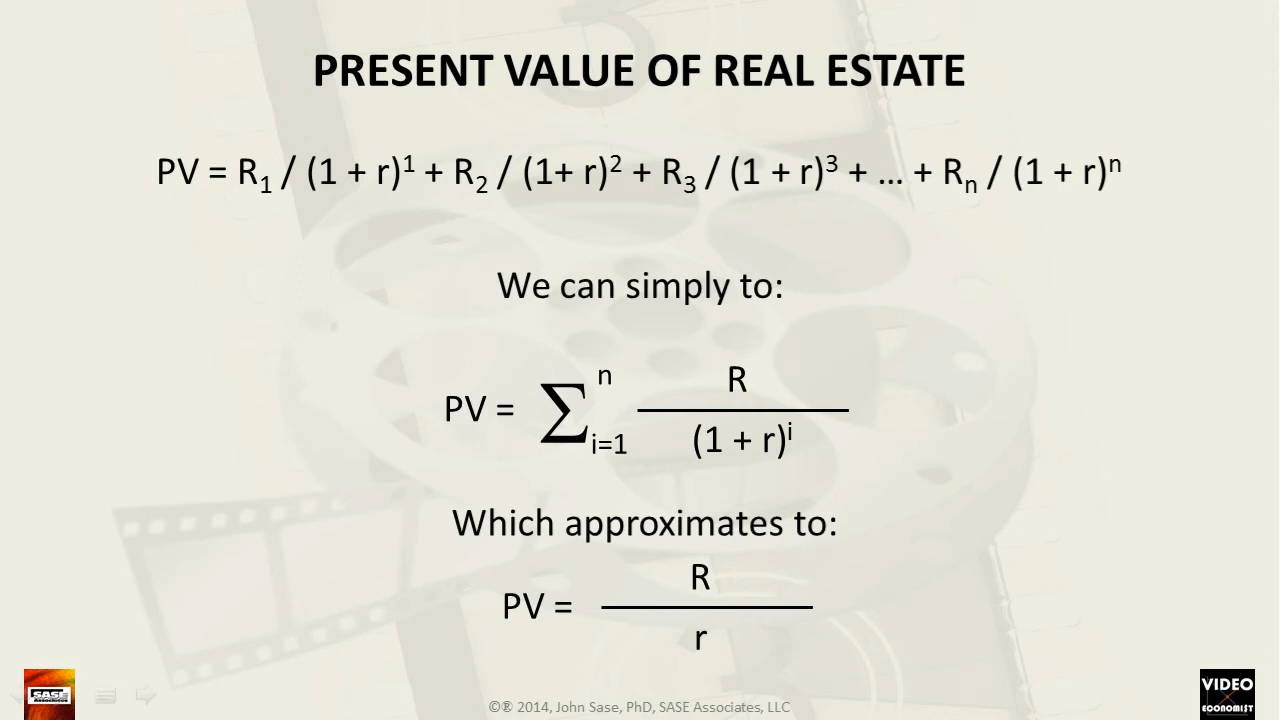 PRESENT VALUE OF REAL ESTATE
PV = R₁ / (1 + r)¹ + R₂ / (1+ r)² + R₃ / (1 + r)³ + … + Rₙ / (1 + r)ⁿ
We can simply to:
n
R
PV = ∑
i=1
(1 + r)ⁱ
Which approximates to:
R
PV =
r
SASE
Associates
©® 2014, John Sase, PhD, SASE Associates, LLC
VIDEO
ECONOMIST